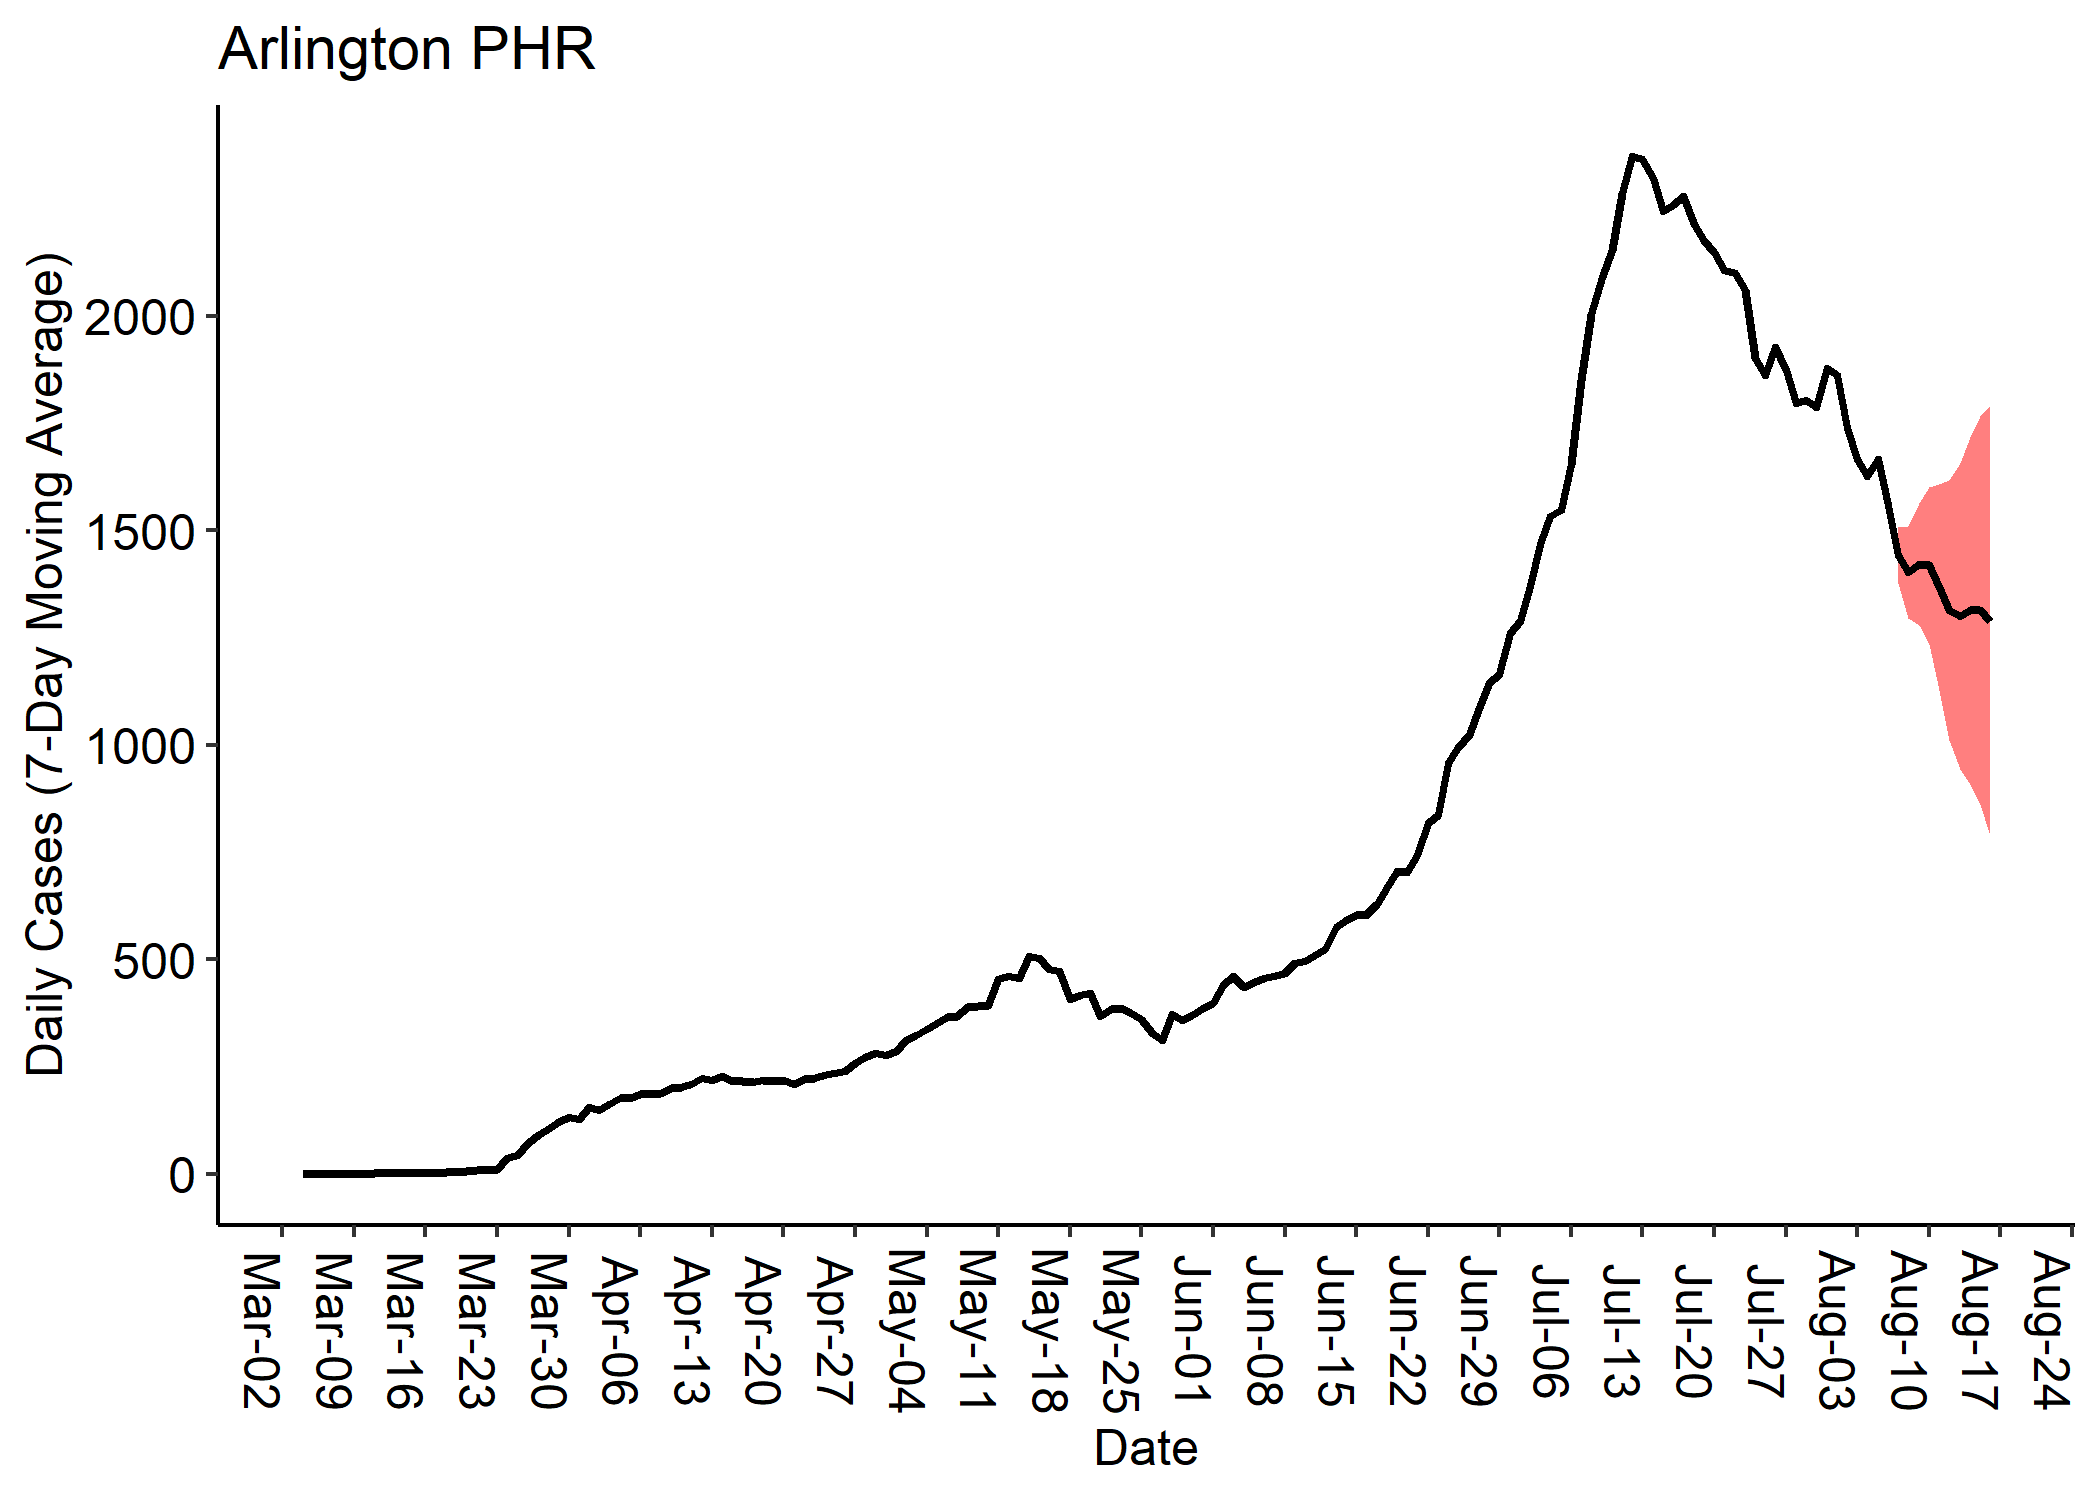 Arlington PHR
Daily Cases (7-Day Moving Average)
2000
1500
1000
500
0
Mar-02
Mar-09
Mar-16
Mar-23
Mar-30
Apr-06
Apr-13
Apr-20
Apr-27
May-04
May-11
May-18
May-25
Jun-01
Jun-08
Jun-15
Jun-22
Jun-29
Jul-06
Jul-13
Jul-20
Jul-27
Aug-03
Aug-10
Aug-17
Aug-24
Date